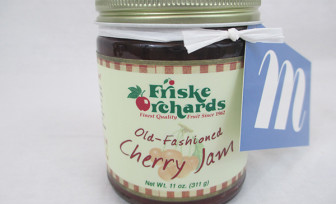 Friske
Orchards
Finest Quality Fruit Since 1962
Old-Fashioned
Cherry Jam
Net Wt. 11 oz. (311 g)
M